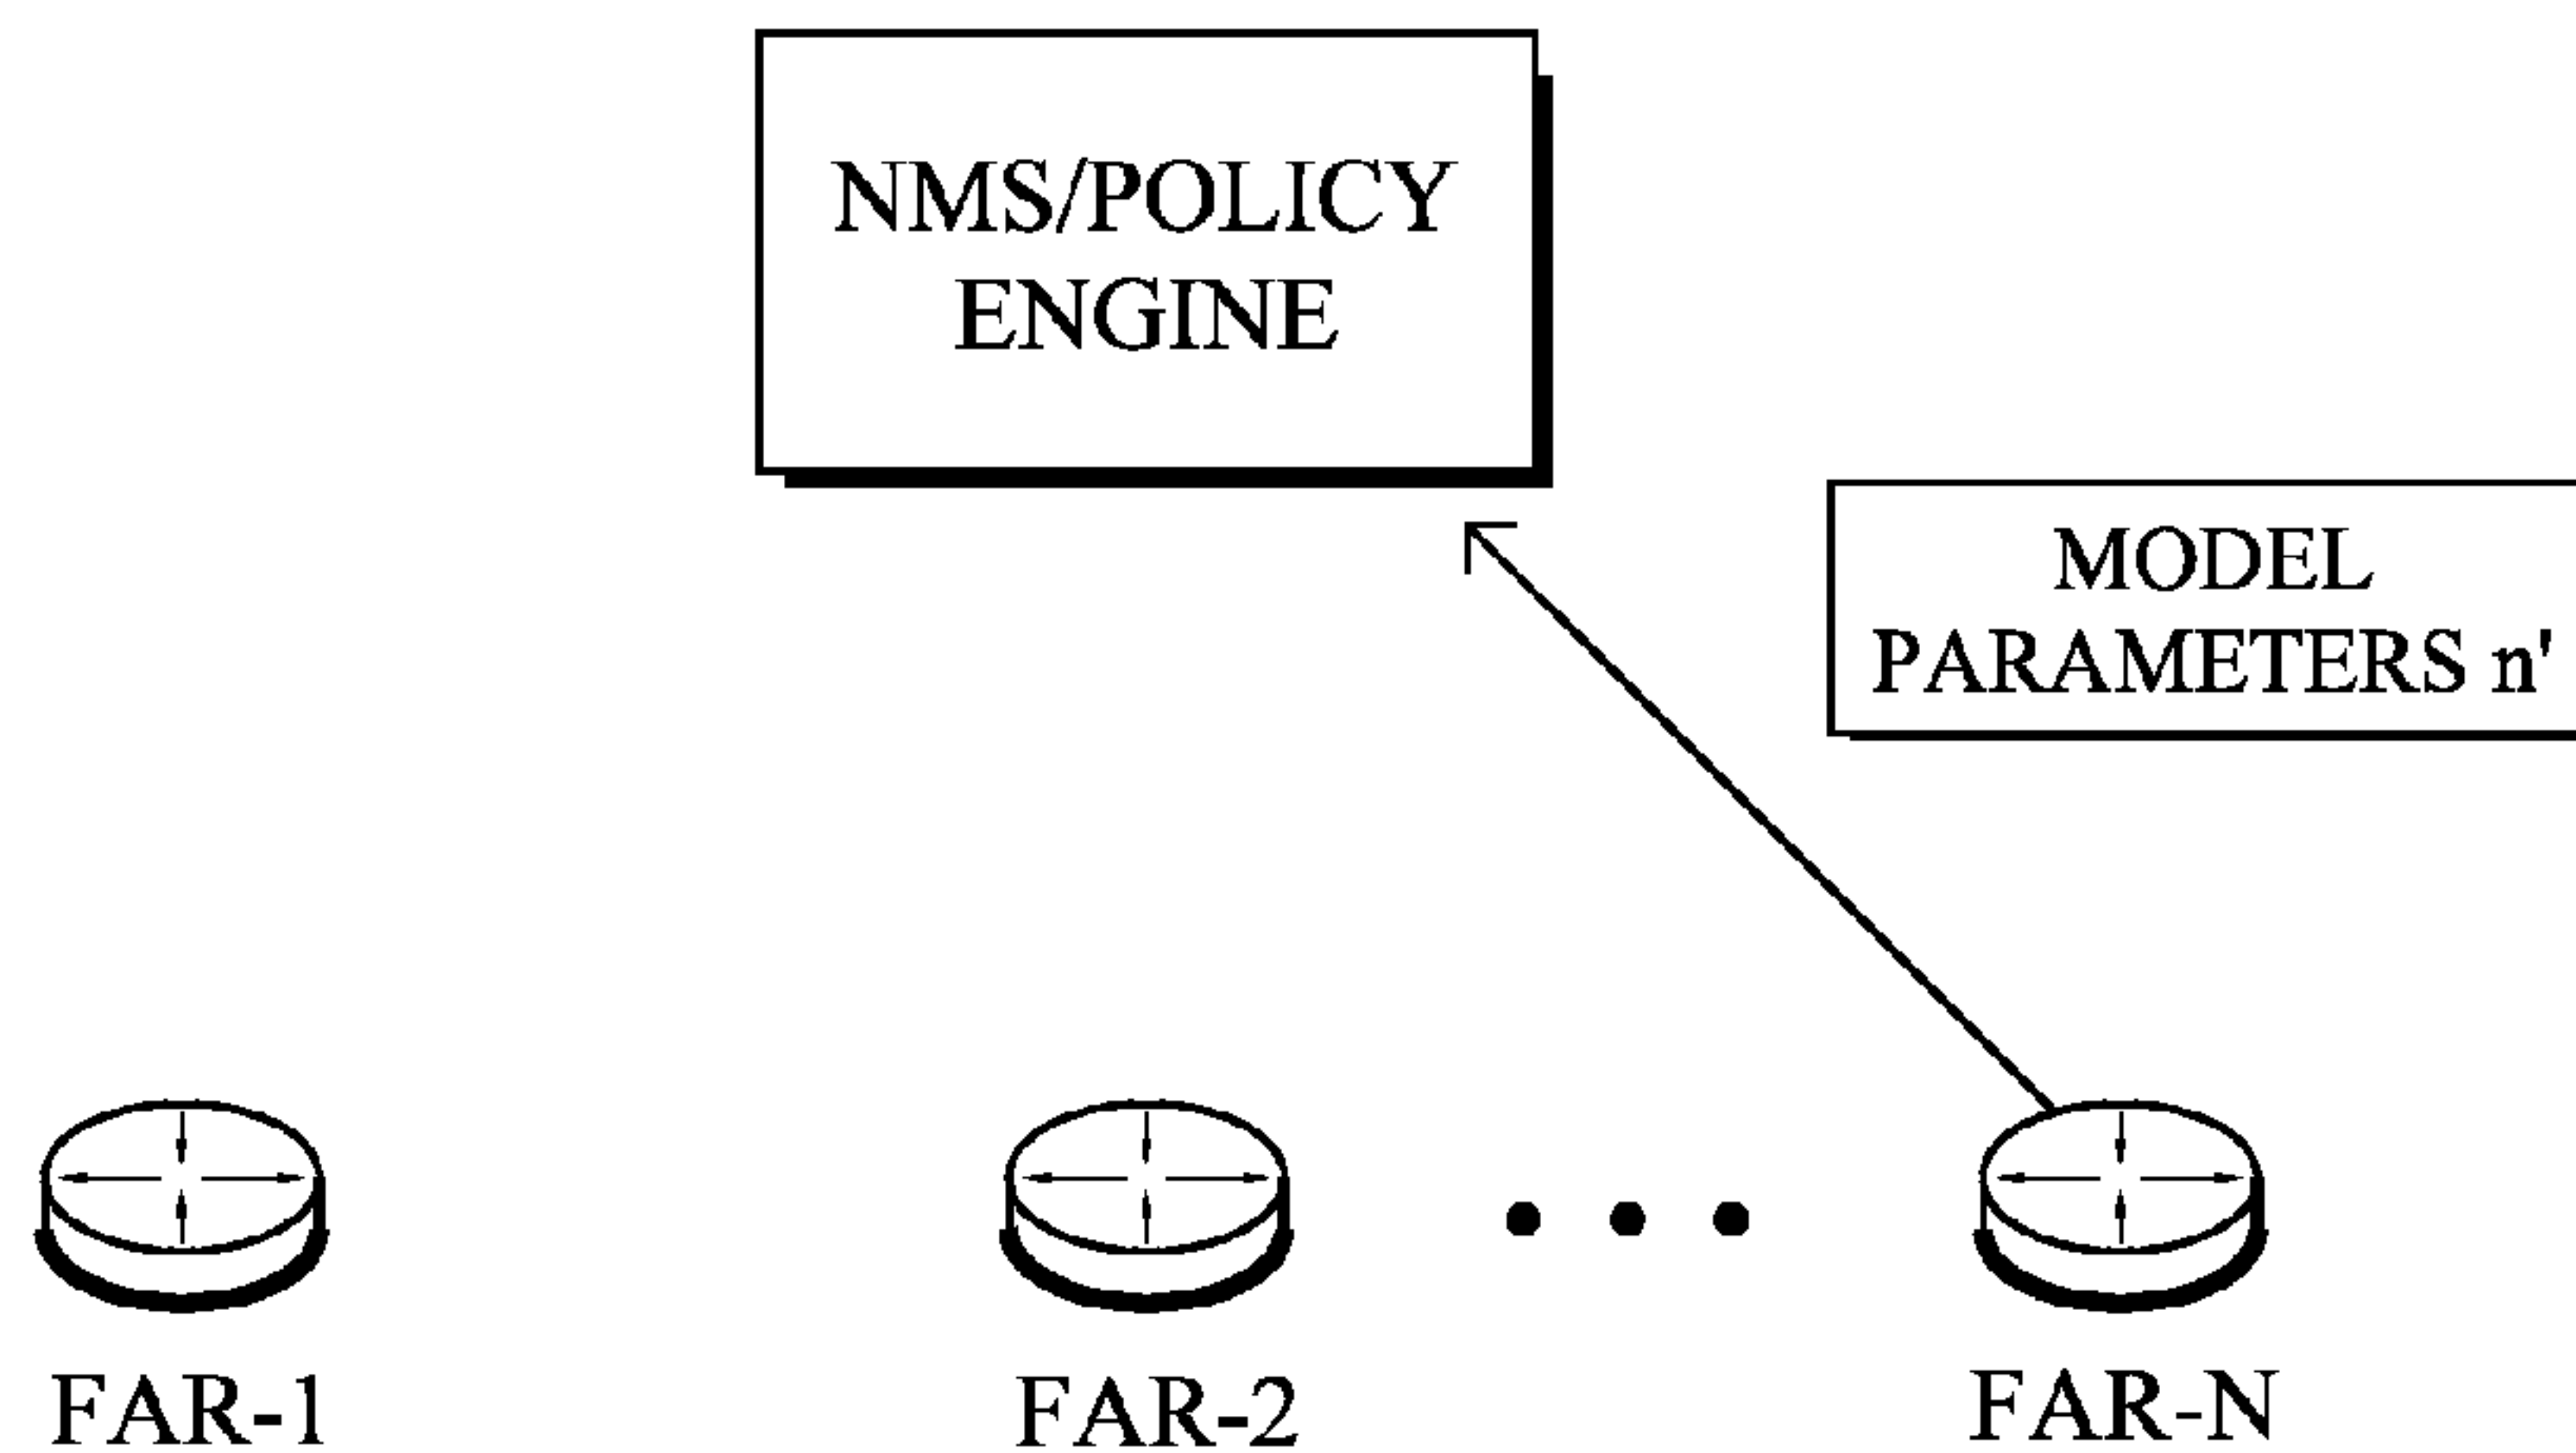 NMS/POLICY
ENGINE
MODEL
PARAMETERS n'
FAR-1
FAR-2
FAR-N